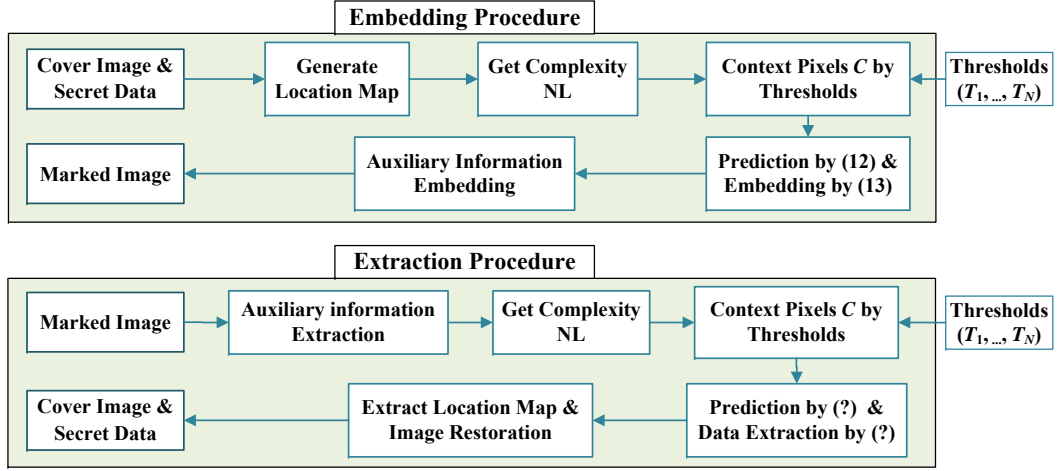 Embedding Procedure
Cover Image &
Secret Data
Generate
Location Map
Get Complexity
NL
Context Pixels C by
Thresholds
Thresholds
(T1, ..., TN)
Marked Image
Auxiliary Information
Embedding
Prediction by (12) &
Embedding by (13)
Extraction Procedure
Marked Image
Auxiliary information
Extraction
Get Complexity
NL
Context Pixels C by
Thresholds
Thresholds
(T1, ..., TN)
Cover Image &
Secret Data
Extract Location Map &
Image Restoration
Prediction by (?) &
Data Extraction by (?)